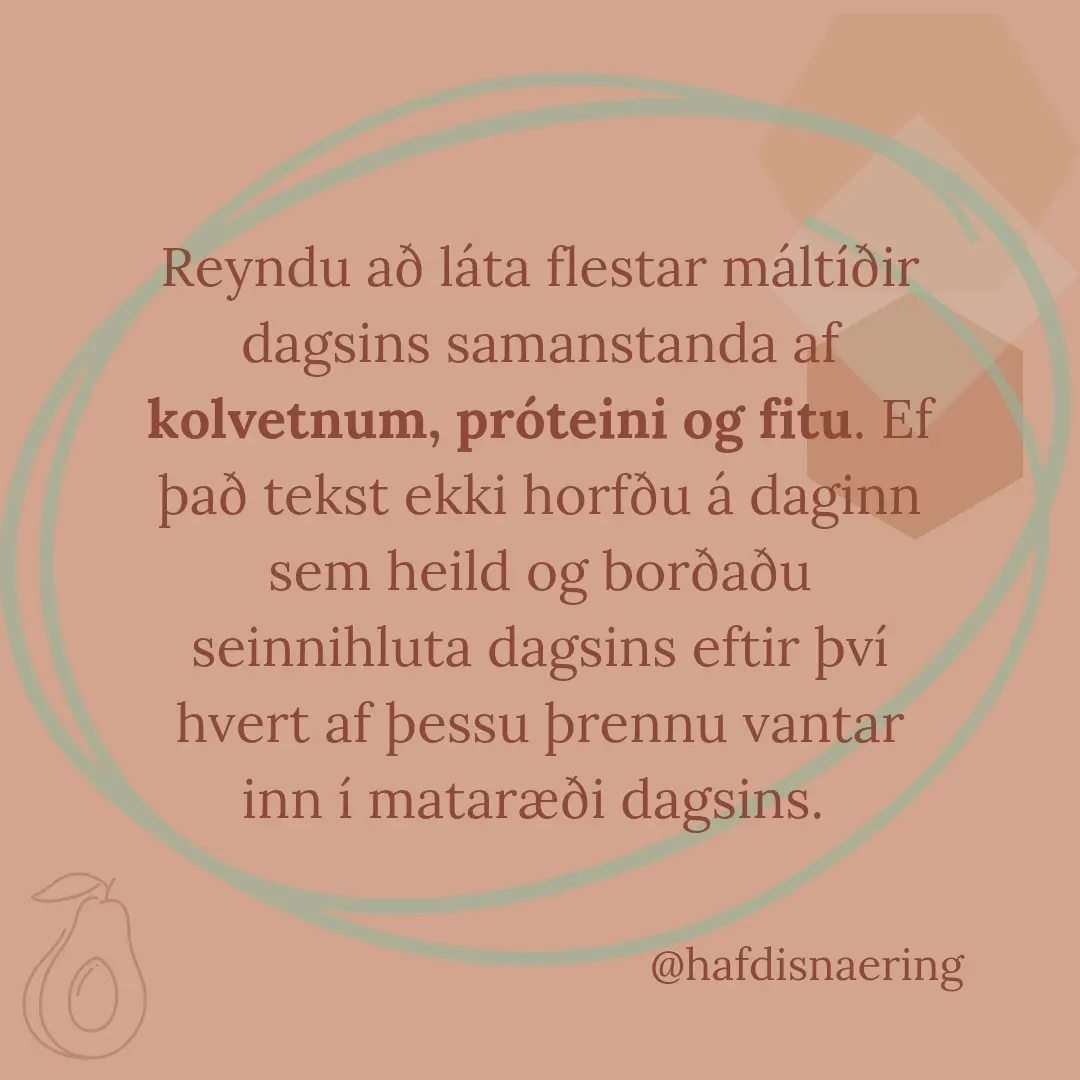 Reyndu að láta flestar máltíðir
dagsins samanstanda af
kolvetnum, próteini og fitu. Ef
það tekst ekki horfðu á daginn
sem heild og borðaðu
seinnihluta dagsins eftir því
hvert af þessu þrennu vantar
inn í mataræði dagsins.
@hafdisnaering